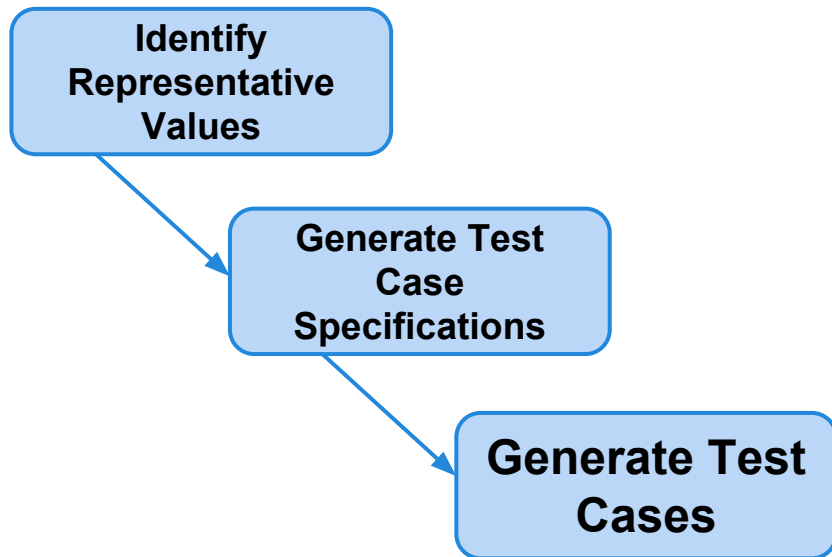 Identify
Representative
Values
Generate Test
Case
Specifications
Generate Test
Cases